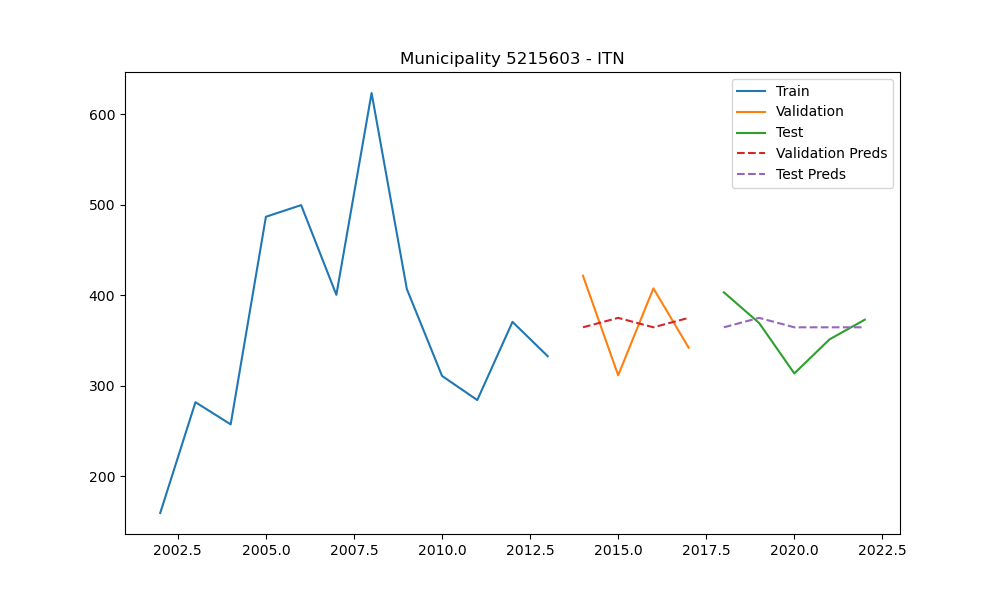 Municipality 5215603 - ITN
Train
Validation
Test
Validation Preds
Test Preds
600
500
400
300
200
2002.5 2005.0 2007.5 2010.0 2012.5 2015.0 2017.5 2020.0 2022.5